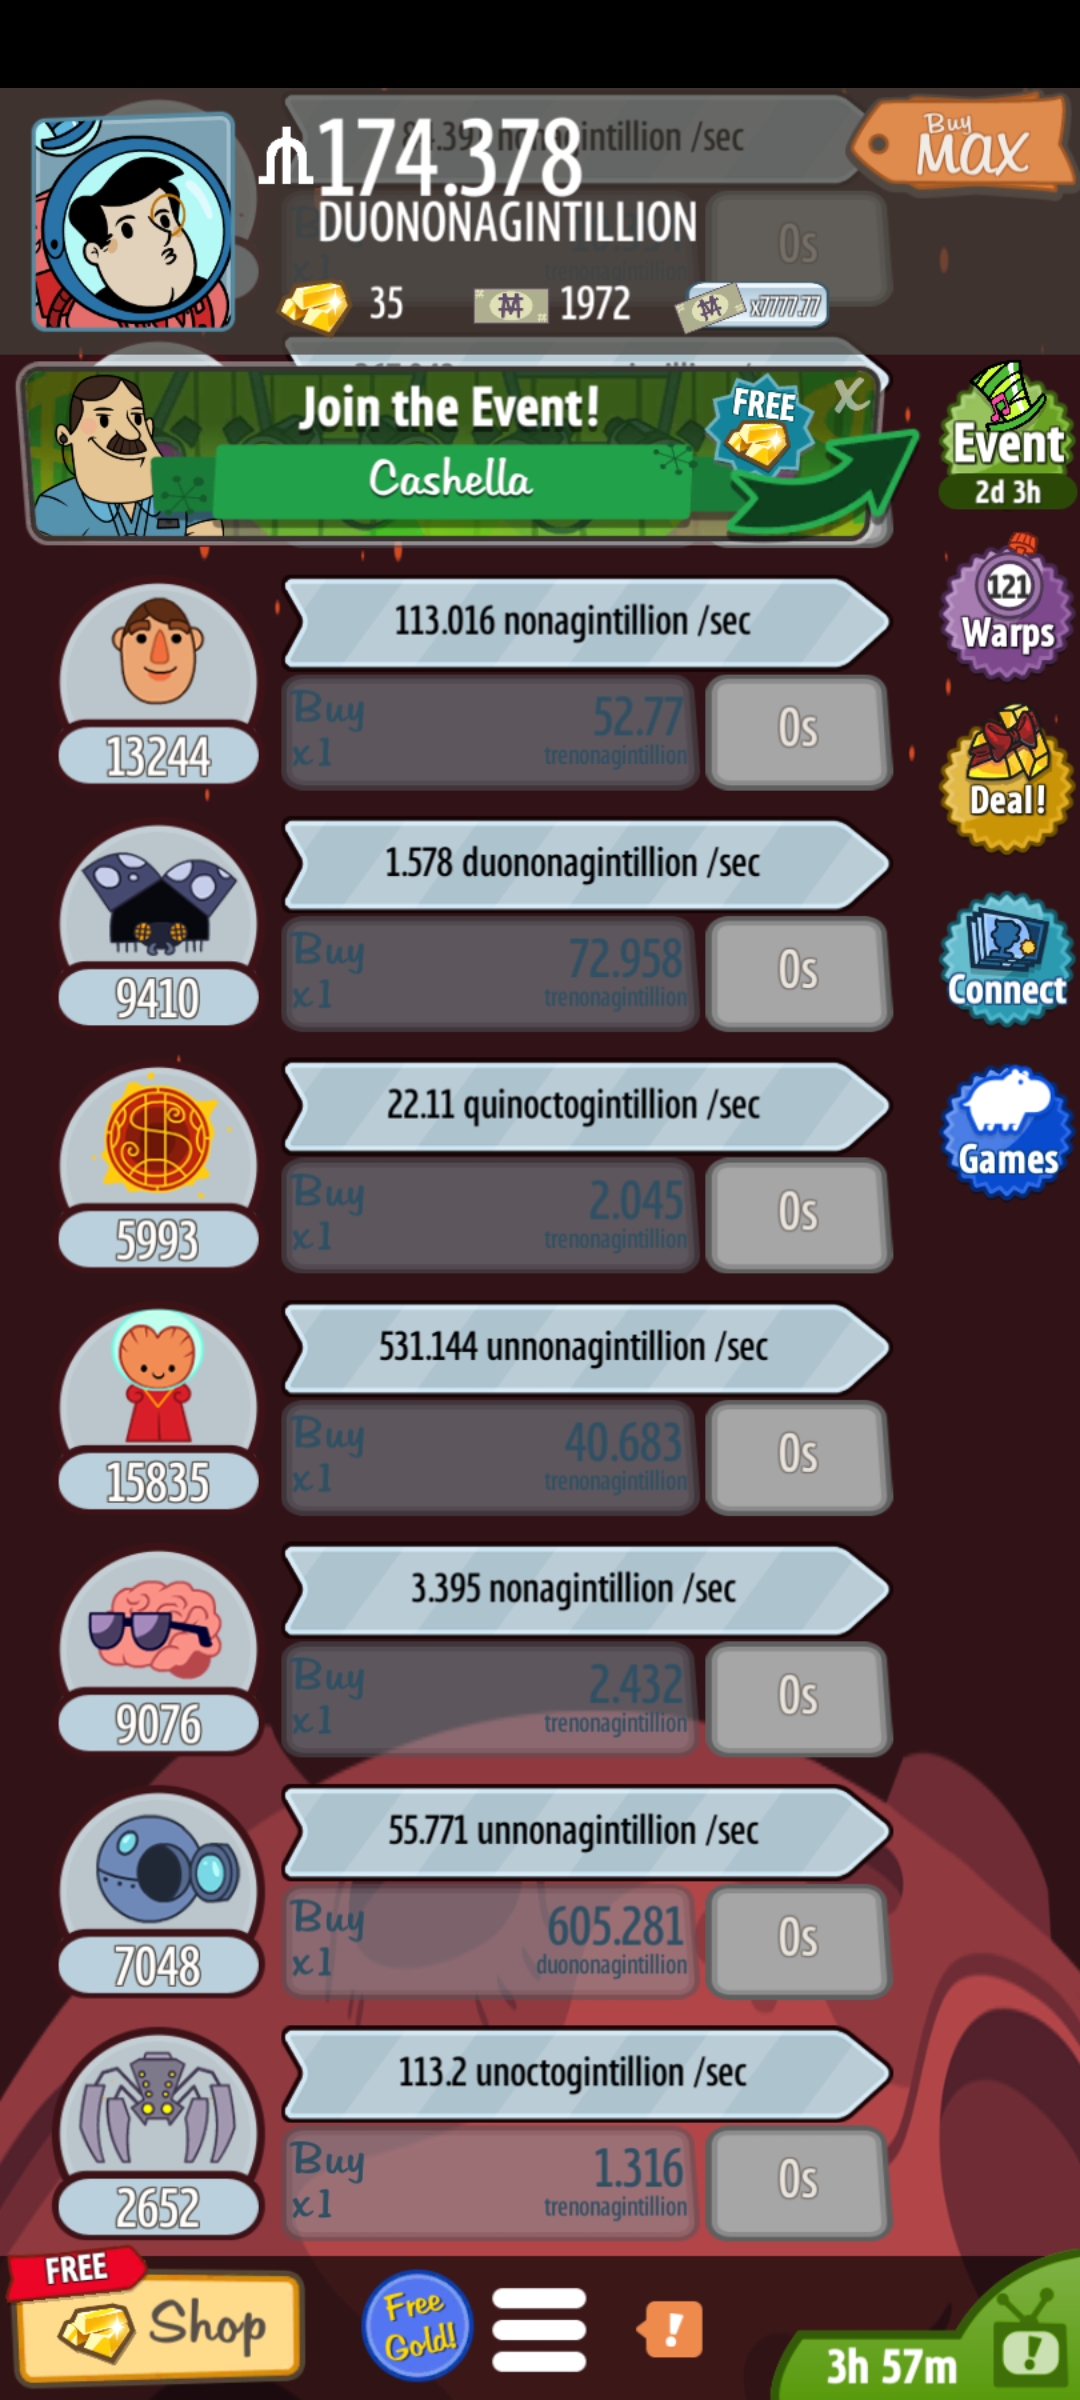 nonagintillion /sec
174.378
DUONONAGINTILLION
Buy
MAX
x1
trenonagintillion
0s
35
1972
x7777.77
Join the Event!
FREE
X
Cashella
Event
2d 3h
113.016 nonagintillion /sec
Buy
x1
52.77
trenonagintillion
0s
13244
121
Warps
Deal!
1.578 duononagintillion /sec
Buy
x1
72.958
trenonagintillion
0s
9410
Connect
22.11 quinoctogintillion /sec
Buy
x1
2.045
trenonagintillion
0s
5993
Games
531.144 unnonagintillion /sec
Buy
x1
40.683
trenonagintillion
0s
15835
3.395 nonagintillion /sec
Buy
x1
2.432
trenonagintillion
0s
9076
55.771 unnonagintillion /sec
Buy
x1
605.281
duononagintillion
0s
7048
113.2 unoctogintillion /sec
Buy
x1
1.316
trenonagintillion
0s
2652
FREE
Shop
Free
Gold!
!
3h 57m
!